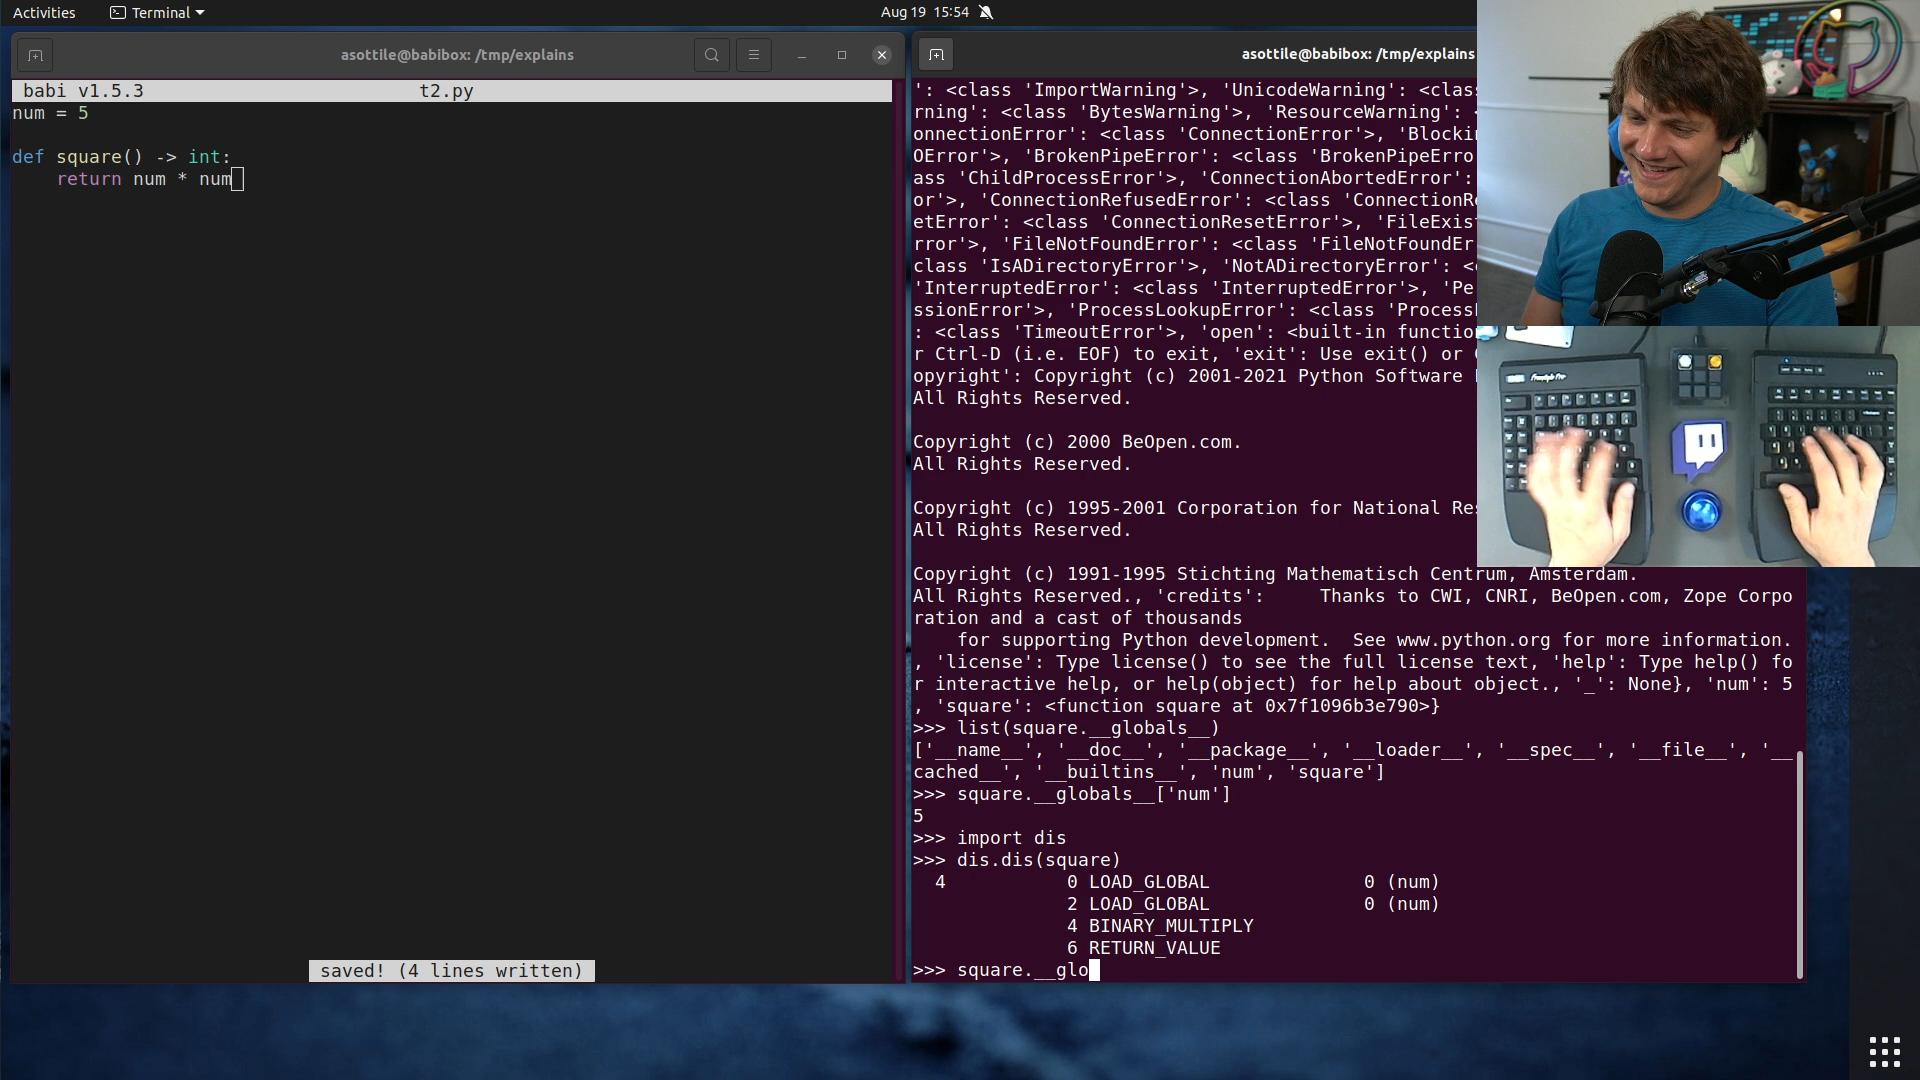 Activities
Terminal
Aug 19 15:54
asottile@babibox: /tmp/explains
babi v1.5.3 t2.py
num = 5
def square() -> int:
    return num * num
saved! (4 lines written)
asottile@babibox: /tmp/explains
': <class 'ImportWarning'>, 'UnicodeWarning': <clas
rning': <class 'BytesWarning'>, 'ResourceWarning':
onnectionError': <class 'ConnectionError'>, 'Blocki
OError'>, 'BrokenPipeError': <class 'BrokenPipeErro
ass 'ChildProcessError'>, 'ConnectionAbortedError':
or'>, 'ConnectionRefusedError': <class 'ConnectionR
etError': <class 'ConnectionResetError'>, 'FileExis
rror'>, 'FileNotFoundError': <class 'FileNotFoundEr
class 'IsADirectoryError'>, 'NotADirectoryError': <
'InterruptedError': <class 'InterruptedError'>, 'Pe
ssionError'>, 'ProcessLookupError': <class 'Process
: <class 'TimeoutError'>, 'open': <built-in functio
r Ctrl-D (i.e. EOF) to exit, 'exit': Use exit() or
opyright': Copyright (c) 2001-2021 Python Software
All Rights Reserved.
Copyright (c) 2000 BeOpen.com.
All Rights Reserved.
Copyright (c) 1995-2001 Corporation for National Re
All Rights Reserved.
Copyright (c) 1991-1995 Stichting Mathematisch Centrum, Amsterdam.
All Rights Reserved., 'credits':     Thanks to CWI, CNRI, BeOpen.com, Zope Corpo
ration and a cast of thousands
    for supporting Python development.  See www.python.org for more information.
, 'license': Type license() to see the full license text, 'help': Type help() fo
r interactive help, or help(object) for help about object., '_': None}, 'num': 5
, 'square': <function square at 0x7f1096b3e790>}
>>> list(square.__globals__)
['__name__', '__doc__', '__package__', '__loader__', '__spec__', '__file__', '__
cached__', '__builtins__', 'num', 'square']
>>> square.__globals__['num']
5
>>> import dis
>>> dis.dis(square)
  4           0 LOAD_GLOBAL              0 (num)
              2 LOAD_GLOBAL              0 (num)
              4 BINARY_MULTIPLY
              6 RETURN_VALUE
>>> square.__glo
Freestyle Pro